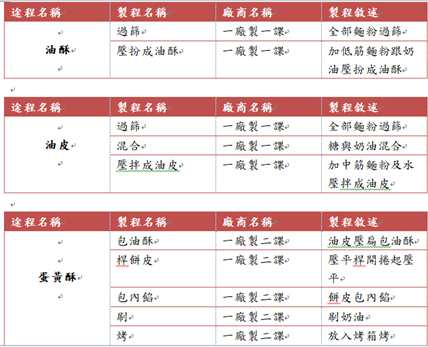 途程名稱 製程名稱 廠商名稱 製程敘述
過篩 一廠製一課 全部麵粉過篩
油酥 壓扮成油酥 一廠製一課 加低筋麵粉跟奶
油壓扮成油酥
途程名稱 製程名稱 廠商名稱 製程敘述
過篩 一廠製一課 全部麵粉過篩
油皮 混合 一廠製一課 糖與奶油混合
壓拌成油皮 一廠製一課 加中筋麵粉及水
壓拌成油皮
途程名稱 製程名稱 廠商名稱 製程敘述
包油酥 一廠製二課 油皮壓扁包油酥
桿餅皮 一廠製二課 壓平桿開捲起壓
蛋黃酥 平
包內餡 一廠製二課 餅皮包內餡
刷 一廠製二課 刷奶油
烤 一廠製二課 放入烤箱烤